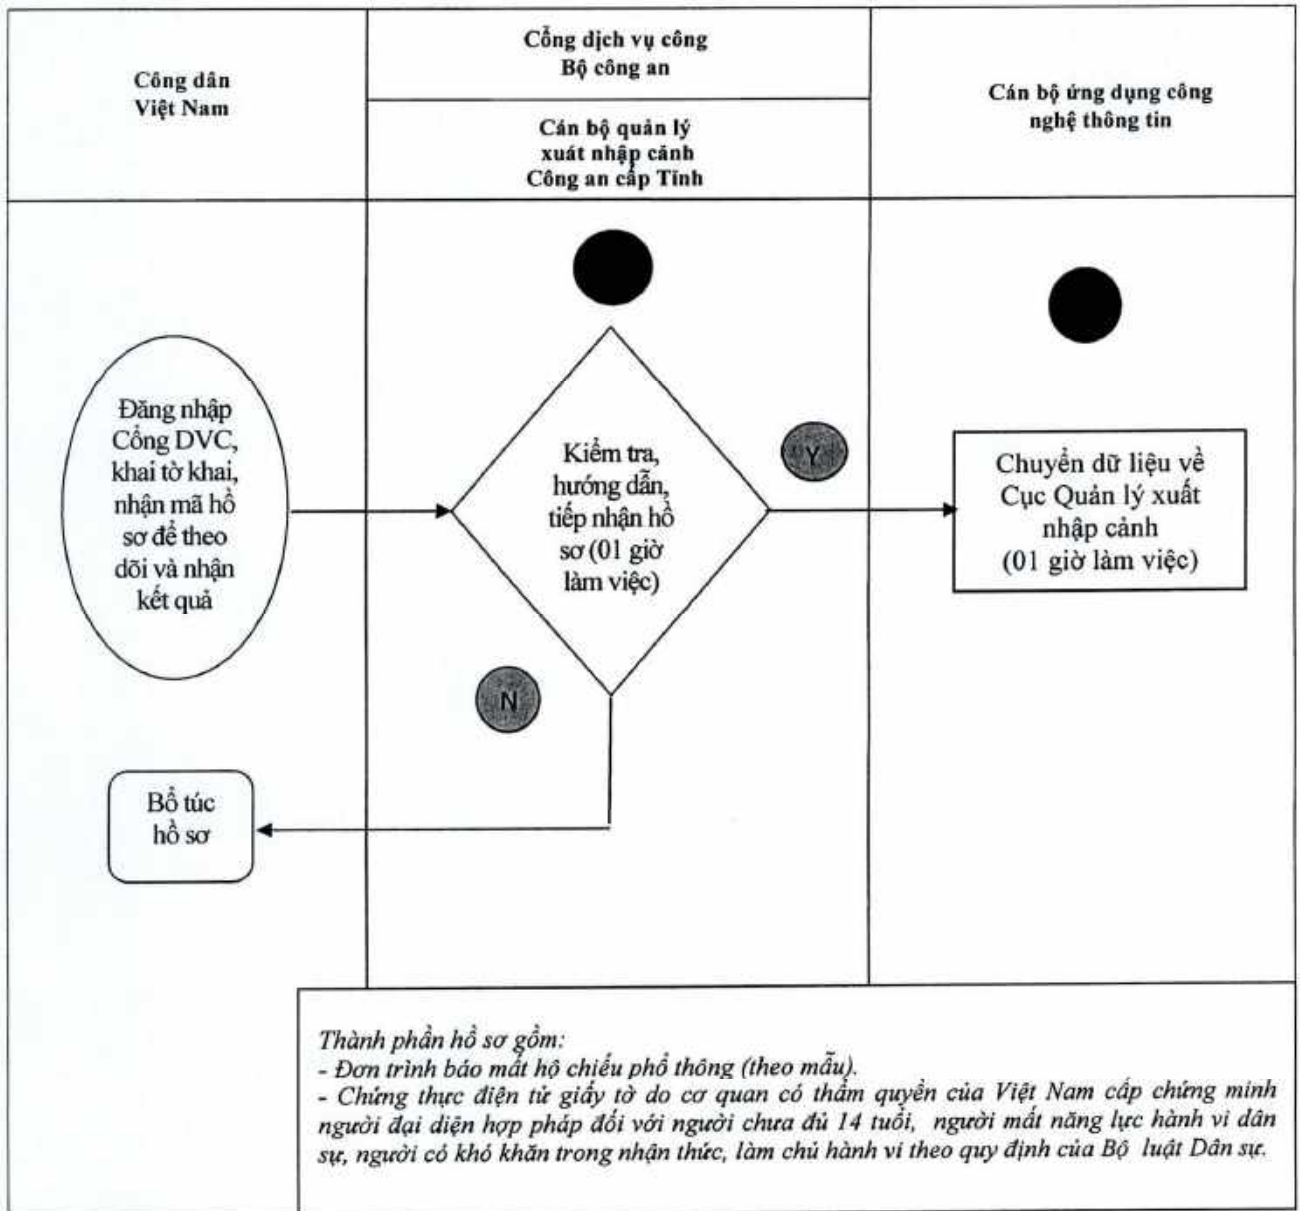 Công dân
Việt Nam
Cổng dịch vụ công
Bộ công an
Cán bộ quản lý
xuất nhập cảnh
Công an cấp Tỉnh
Cán bộ ứng dụng công
nghệ thông tin
Đăng nhập
Cổng DVC,
khai tờ khai,
nhận mã hồ
sơ để theo
dõi và nhận
kết quả
Kiểm tra,
hướng dẫn,
tiếp nhận hồ
sơ (01 giờ
làm việc)
Y
Chuyển dữ liệu về
Cục Quản lý xuất
nhập cảnh
(01 giờ làm việc)
N
Bổ túc
hồ sơ
Thành phần hồ sơ gồm:
- Đơn trình báo mất hộ chiếu phổ thông (theo mẫu).
- Chứng thực điện tử giấy tờ do cơ quan có thẩm quyền của Việt Nam cấp chứng minh
người đại diện hợp pháp đối với người chưa đủ 14 tuổi, người mất năng lực hành vi dân
sự, người có khó khăn trong nhận thức, làm chủ hành vi theo quy định của Bộ luật Dân sự.